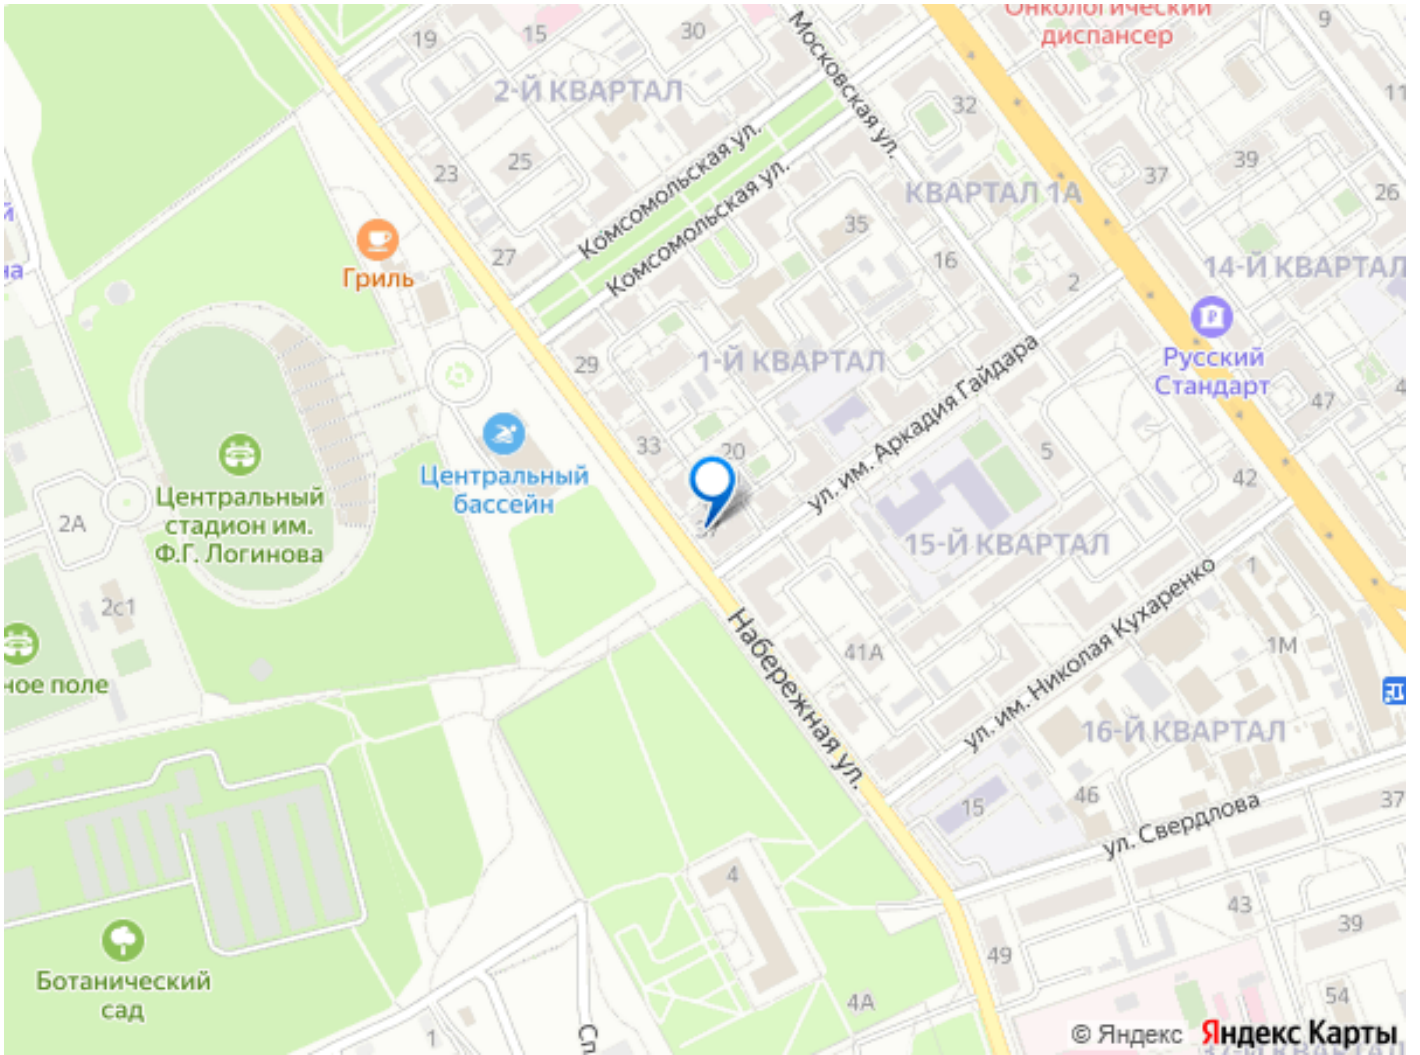 Онкологический
диспансер
9
19
15
30
Московская ул.
11
2-Й КВАРТАЛ
32
23
25
Комсомольская ул.
37
39
КВАРТАЛ 1А
26
Комсомольская ул.
35
27
16
2
14-Й КВАРТАЛ
Гриль
29
1-Й КВАРТАЛ
Русский
Стандарт
ул. им. Аркадия Гайдара
47
33
20
5
42
Центральный
бассейн
Центральный
стадион им.
Ф.Г. Логинова
2А
15-Й КВАРТАЛ
1
2с1
ул. им. Николая Кухаренко
41А
1М
ное поле
Набережная ул.
16-Й КВАРТАЛ
15
46
37
ул. Свердлова
4
43
39
49
Ботанический
сад
4А
54
1
Сп
© Яндекс
Яндекс Карты